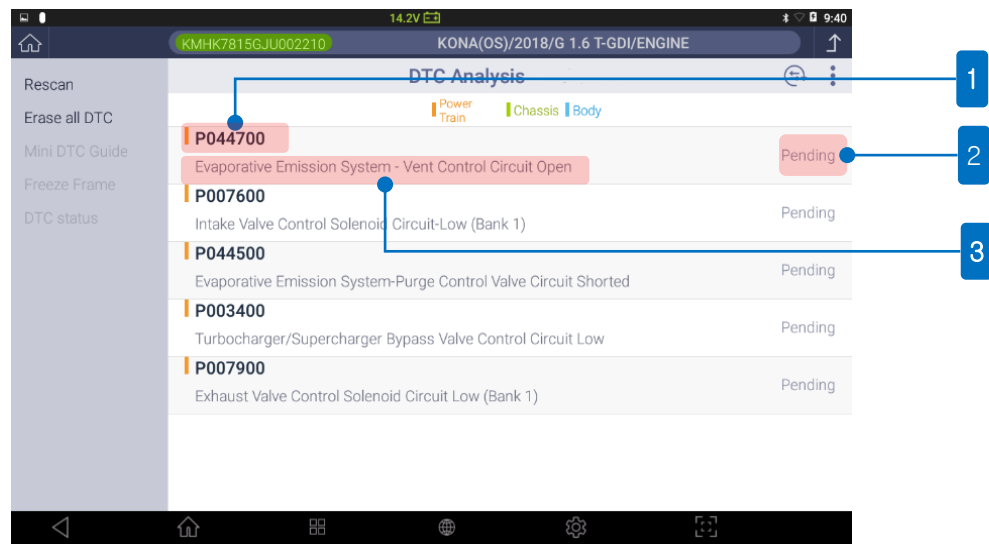 14.2V
9:40
KMHK7815GJU002210
KONA(OS)/2018/G 1.6 T-GDI/ENGINE
Rescan
Erase all DTC
Mini DTC Guide
Freeze Frame
DTC status
DTC Analysis
Power
Train
Chassis
Body
P044700
Evaporative Emission System - Vent Control Circuit Open
Pending
P007600
Intake Valve Control Solenoid Circuit-Low (Bank 1)
Pending
P044500
Evaporative Emission System-Purge Control Valve Circuit Shorted
Pending
P003400
Turbocharger/Supercharger Bypass Valve Control Circuit Low
Pending
P007900
Exhaust Valve Control Solenoid Circuit Low (Bank 1)
Pending
1
2
3